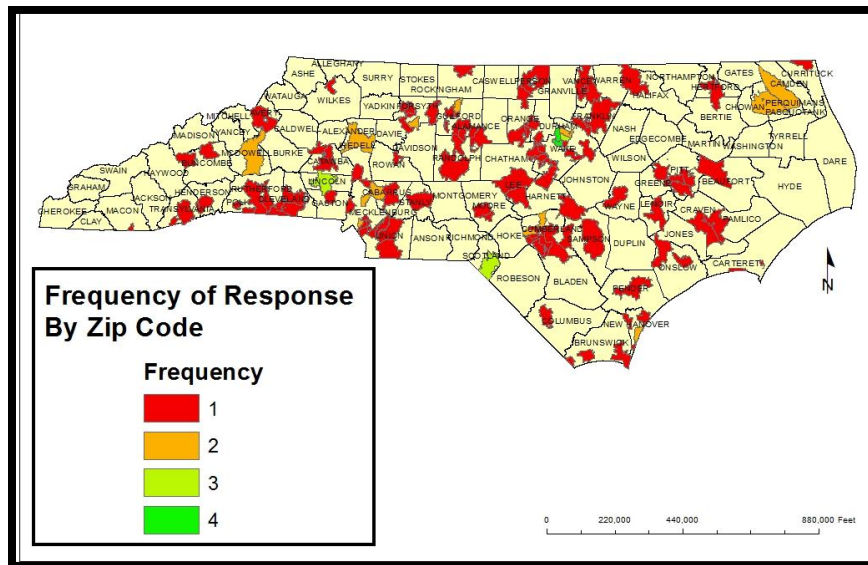 ALLEGHANY
ASHE
SURRY
STOKES
ROCKINGHAM
CASWELL
PERSON
GRANVILLE
VANCE
WARREN
NORTHAMPTON
HALIFAX
HERTFORD
GATES
CURRITUCK
CAMDEN
CHOWAN
PERQUIMANS
PASQUOTANK
WATAUGA
WILKES
YADKIN
FORSYTH
GUILFORD
ALAMANCE
ORANGE
DURHAM
FRANKLIN
NASH
EDGECOMBE
BERTIE
MARTIN
WASHINGTON
TYRRELL
DARE
MITCHELL
AVERY
YANCEY
MADISON
CALDWELL
ALEXANDER
DAVIE
IREDELL
DAVIDSON
RANDOLPH
CHATHAM
WAKE
WILSON
MCDOWELL
BURKE
CATAWBA
ROWAN
BUNCOMBE
HAYWOOD
SWAIN
GRAHAM
JACKSON
HENDERSON
RUTHERFORD
LINCOLN
CABARRUS
STANLY
MONTGOMERY
LEE
HARNETT
JOHNSTON
GREENE
PITT
BEAUFORT
HYDE
CHEROKEE
CLAY
MACON
TRANSYLVANIA
POLK
CLEVELAND
GASTON
MECKLENBURG
MOORE
WAYNE
LENOIR
CRAVEN
PAMLICO
UNION
ANSON
RICHMOND
HOKE
CUMBERLAND
SAMPSON
DUPLIN
JONES
SCOTLAND
ROBESON
BLADEN
ONSLOW
CARTERET
PENDER
COLUMBUS
NEW HANOVER
BRUNSWICK
N
Frequency of Response
By Zip Code
Frequency
1
2
3
4
0 220,000 440,000 880,000 Feet